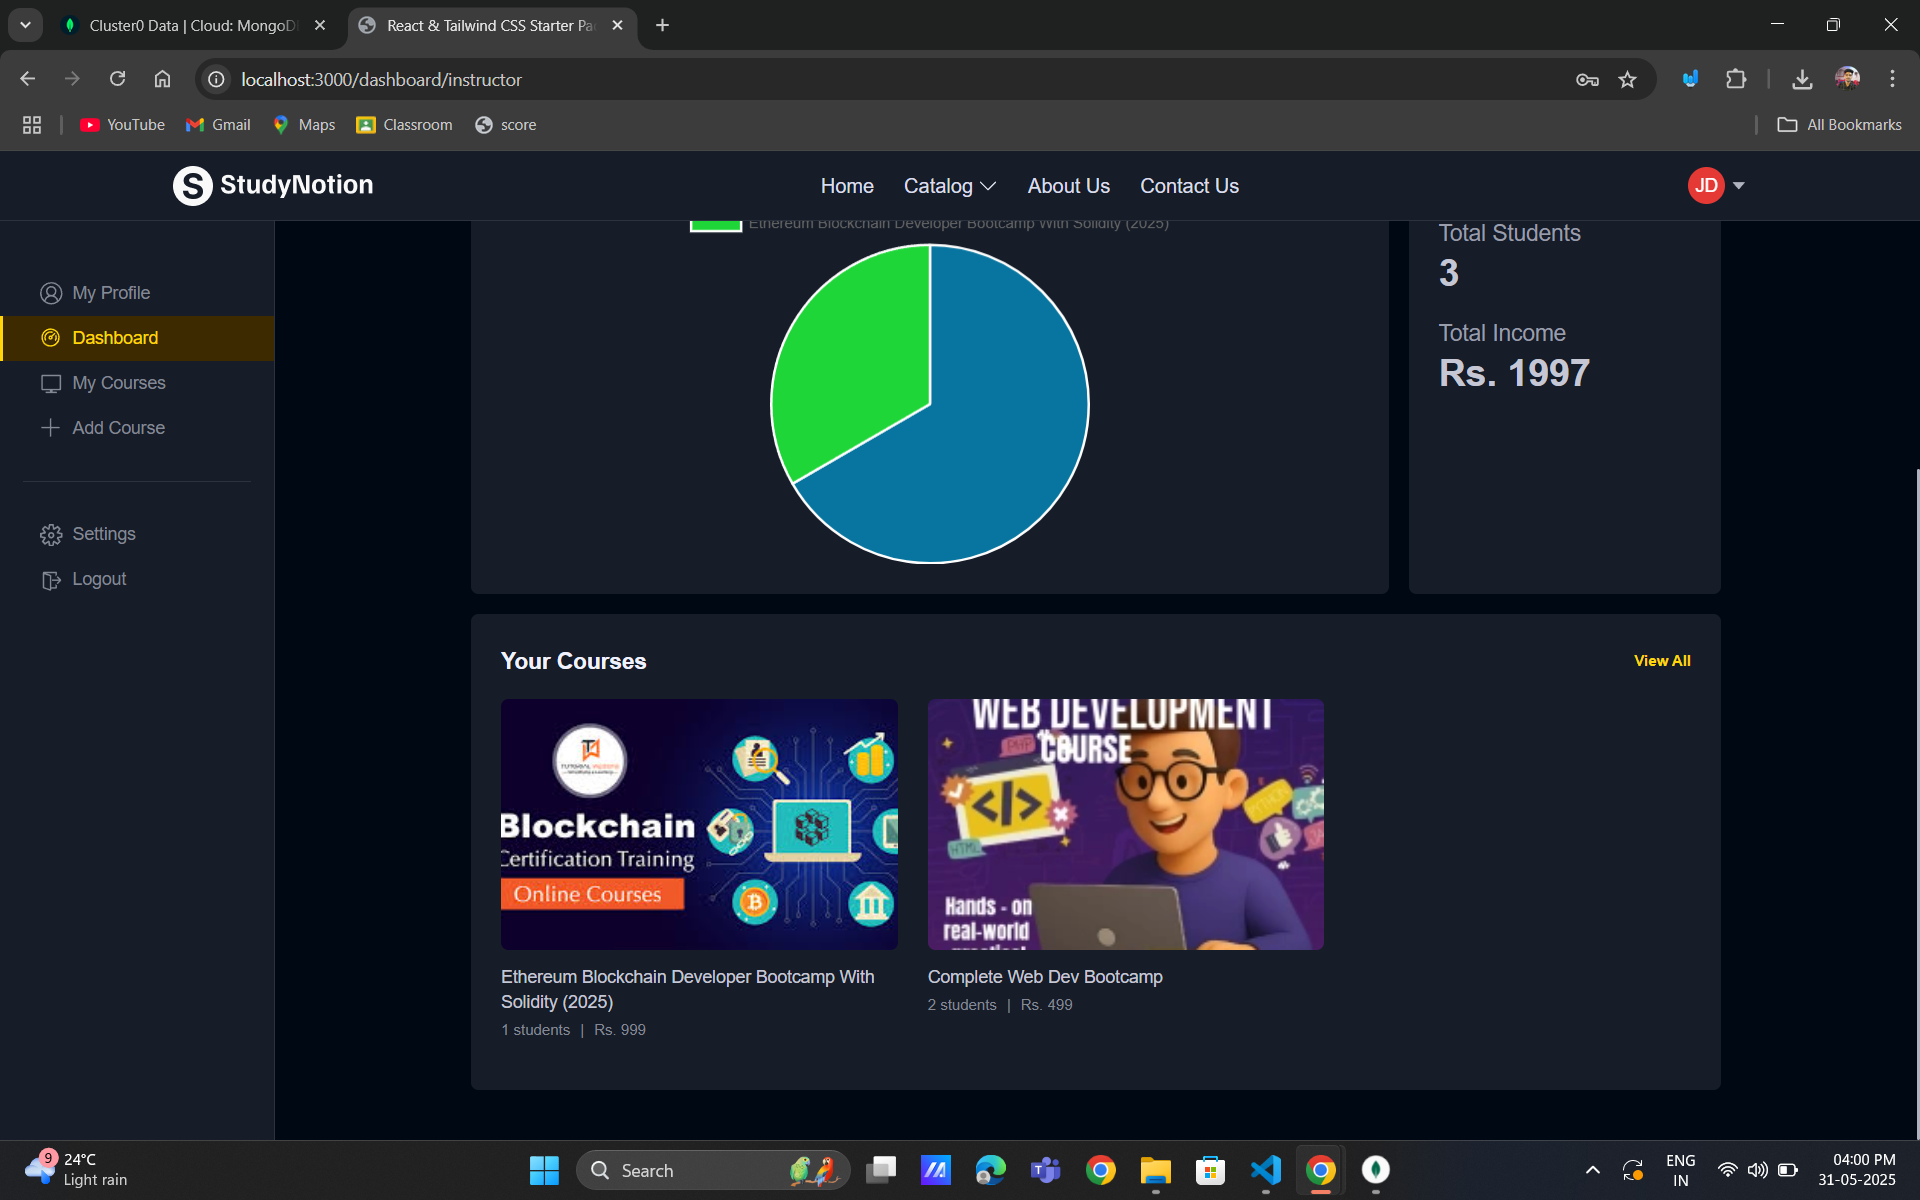 Cluster0 Data | Cloud: MongoD
React & Tailwind CSS Starter Pa
localhost:3000/dashboard/instructor
YouTube
Gmail
Maps
Classroom
score
All Bookmarks
S StudyNotion
Home
Catalog
About Us
Contact Us
JD
My Profile
Dashboard
My Courses
Add Course
Settings
Logout
Ethereum Blockchain Developer Bootcamp With Solidity (2025)
Total Students
3
Total Income
Rs. 1997
Your Courses
View All
Blockchain
Certification Training
Online Courses
WEB DEVELOPMENT
COURSE
PHP
</>
HTML
PYTHON
Hands - on
real-world
Ethereum Blockchain Developer Bootcamp With
Solidity (2025)
1 students | Rs. 999
Complete Web Dev Bootcamp
2 students | Rs. 499
9
24°C
Light rain
Search
ENG
IN
04:00 PM
31-05-2025